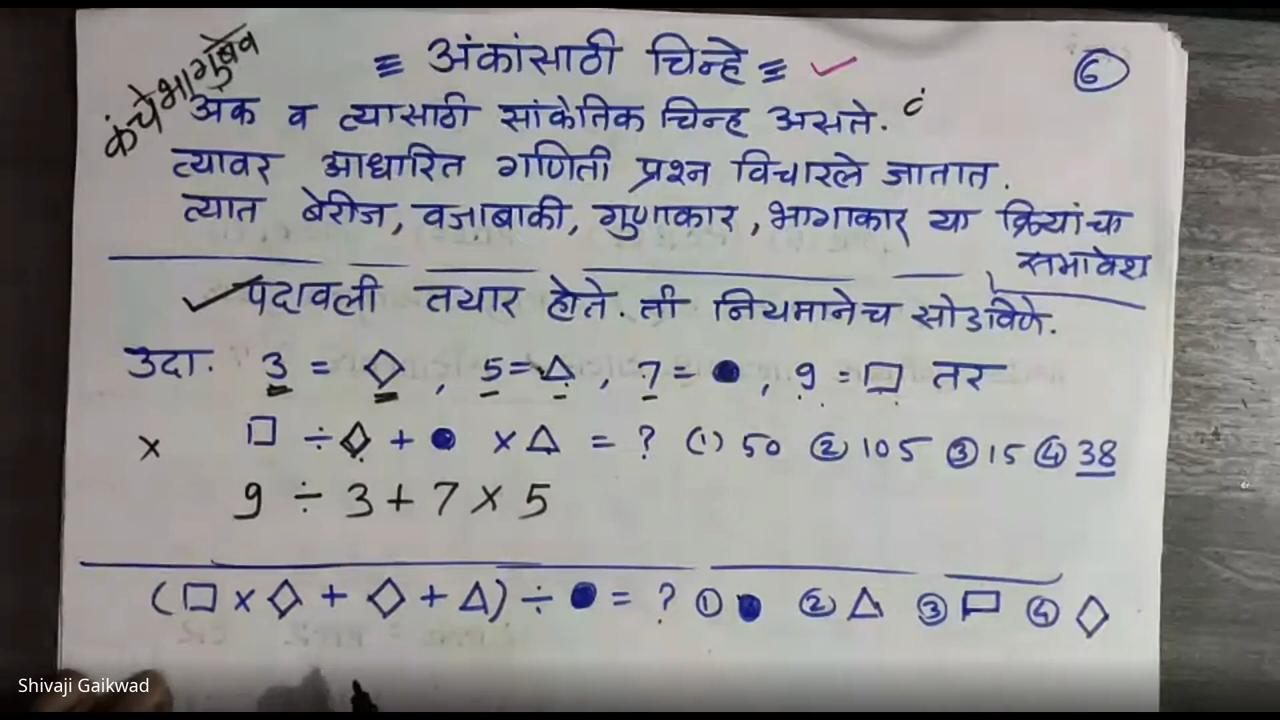 कंचेभागुबेव
= अंकांसाठी चिन्हे = ✓
6
अंक व त्यासाठी सांकेतिक चिन्ह असते.
त्यावर आधारित गणिती प्रश्न विचारले जातात.
त्यात बेरीज, वजाबाकी, गुणाकार, भागाकार या क्रियांचा
समावेश
✓पदावली तयार होते. ती नियमानेच सोडविणे.
उदा. 3 = ◇, 5 = △, 7 = ●, 9 = □ तर
× □ ÷ ◇ + ● × △ = ? (1) 50 ② 105 ③ 15 ④ 38
9 ÷ 3 + 7 × 5
(□ × ◇ + ◇ + △) ÷ ● = ? ① ● ② △ ③ □ ④ ◇
Shivaji Gaikwad